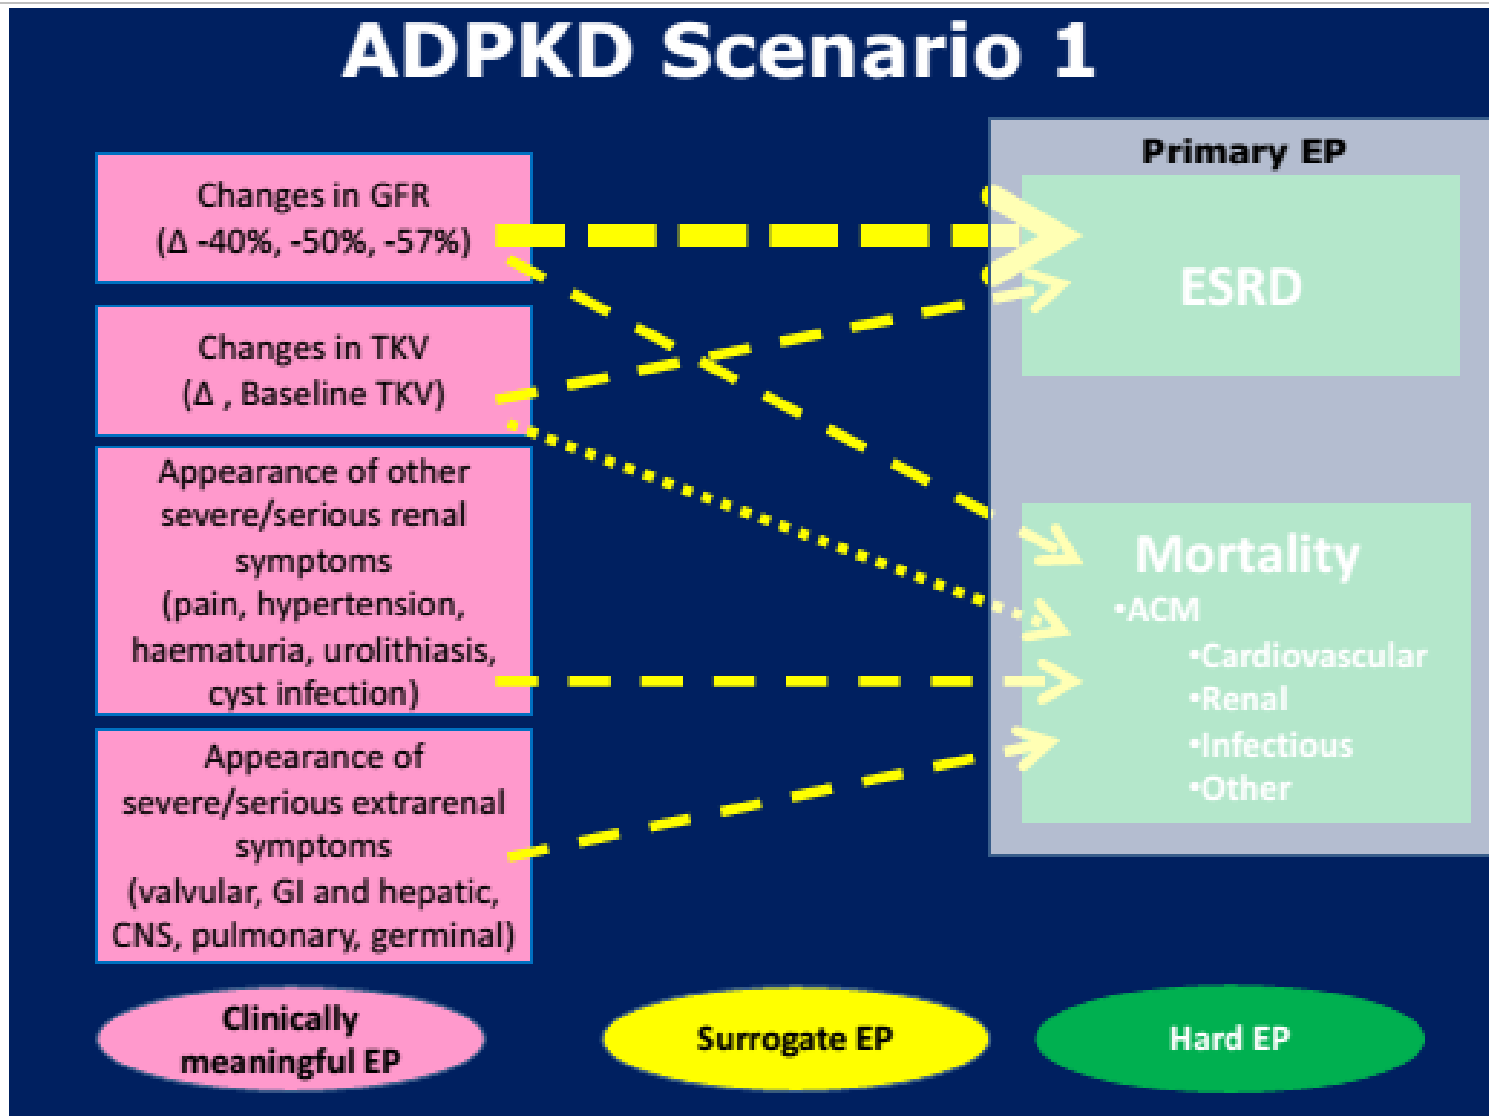 ADPKD Scenario 1
Changes in GFR
(Δ -40%, -50%, -57%)
Changes in TKV
(Δ , Baseline TKV)
Appearance of other
severe/serious renal
symptoms
(pain, hypertension,
haematuria, urolithiasis,
cyst infection)
Appearance of
severe/serious extrarenal
symptoms
(valvular, GI and hepatic,
CNS, pulmonary, germinal)
Primary EP
ESRD
Mortality
•ACM
•Cardiovascular
•Renal
•Infectious
•Other
Clinically
meaningful EP
Surrogate EP
Hard EP